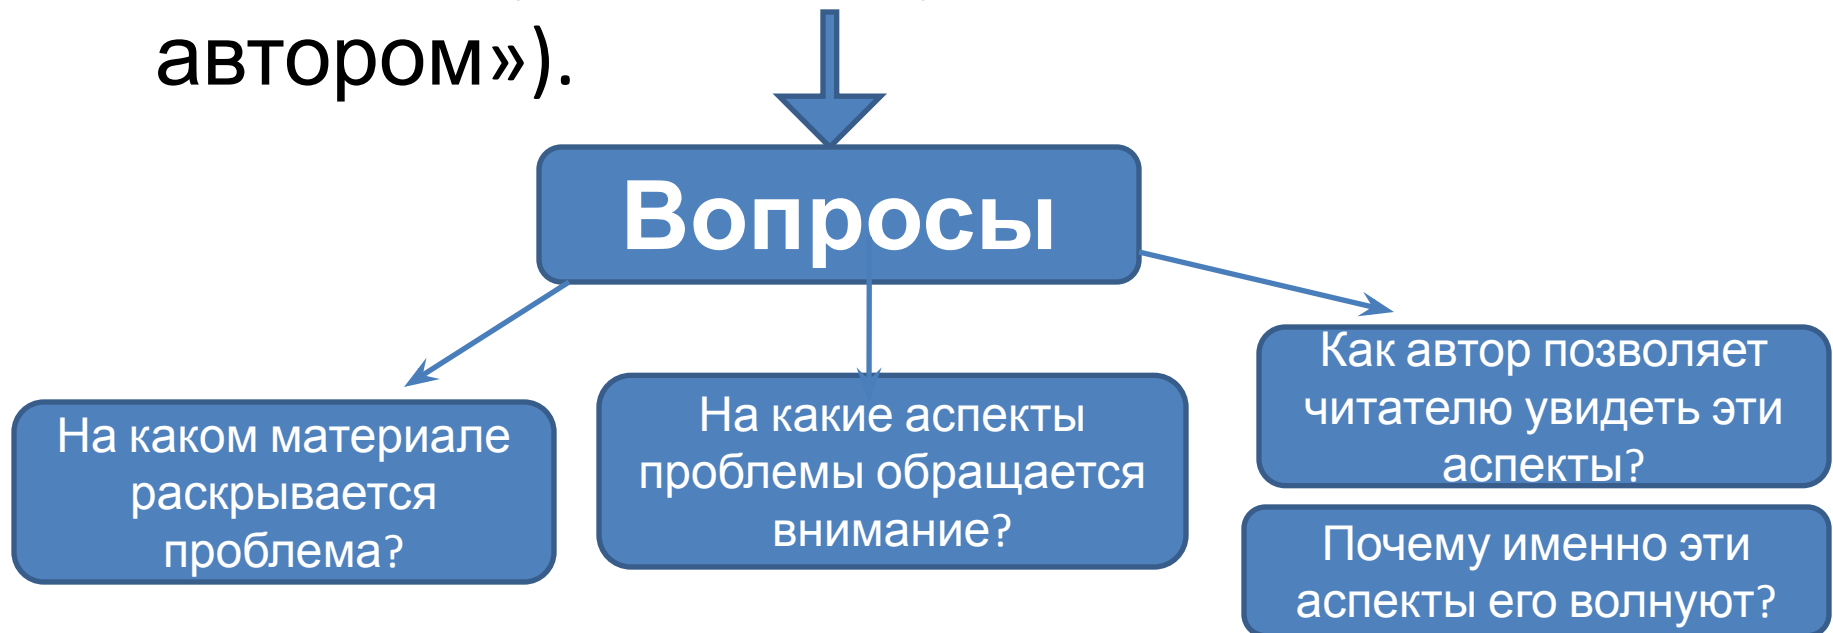 автором»).
Вопросы
На каком материале
раскрывается
проблема?
На какие аспекты
проблемы обращается
внимание?
Как автор позволяет
читателю увидеть эти
аспекты?
Почему именно эти
аспекты его волнуют?